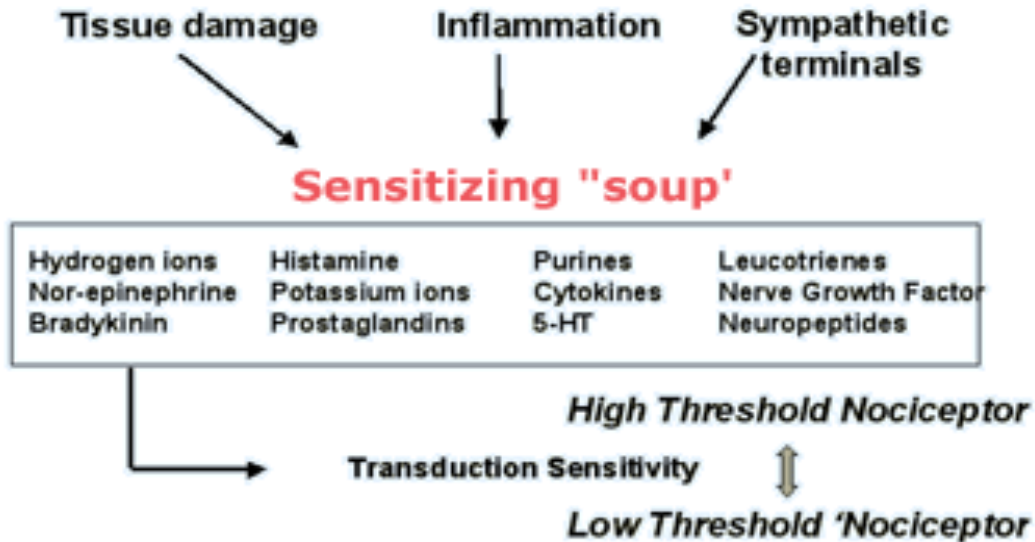 Tissue damage
Inflammation
Sympathetic
terminals
Sensitizing "soup'
Hydrogen ions Histamine Purines Leucotrienes
Nor-epinephrine Potassium ions Cytokines Nerve Growth Factor
Bradykinin Prostaglandins 5-HT Neuropeptides
High Threshold Nociceptor
Transduction Sensitivity
Low Threshold ‘Nociceptor